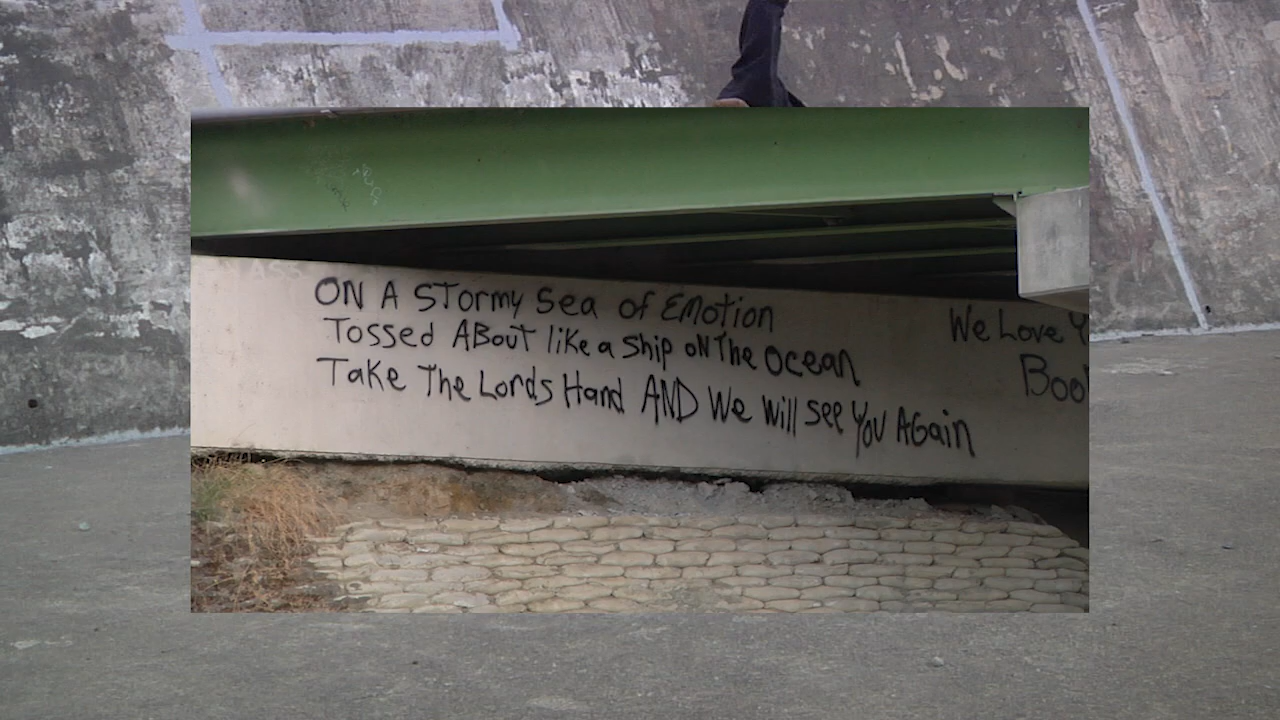 ON A STormy Sea of EMotion
Tossed ABouT like a Ship oN The Ocean
Take The Lords Hand AND We will see You Again
We Love